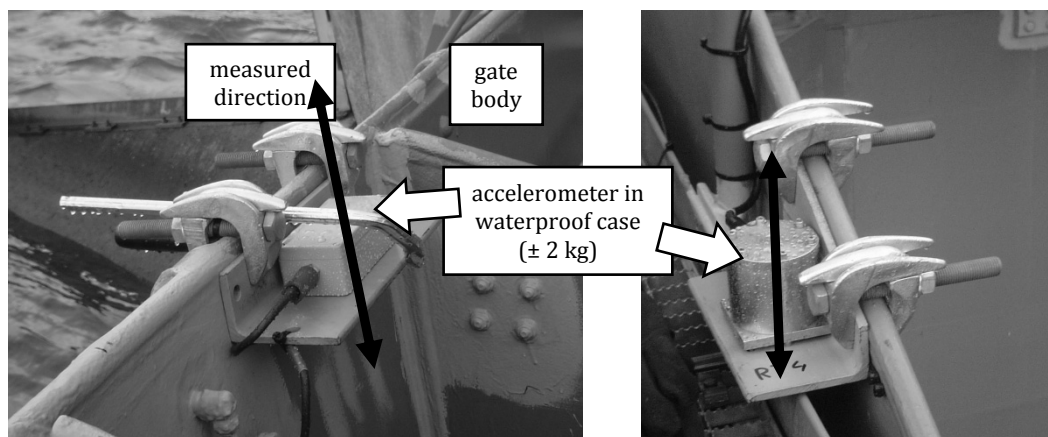 measured
direction
gate
body
accelerometer in
waterproof case
(± 2 kg)